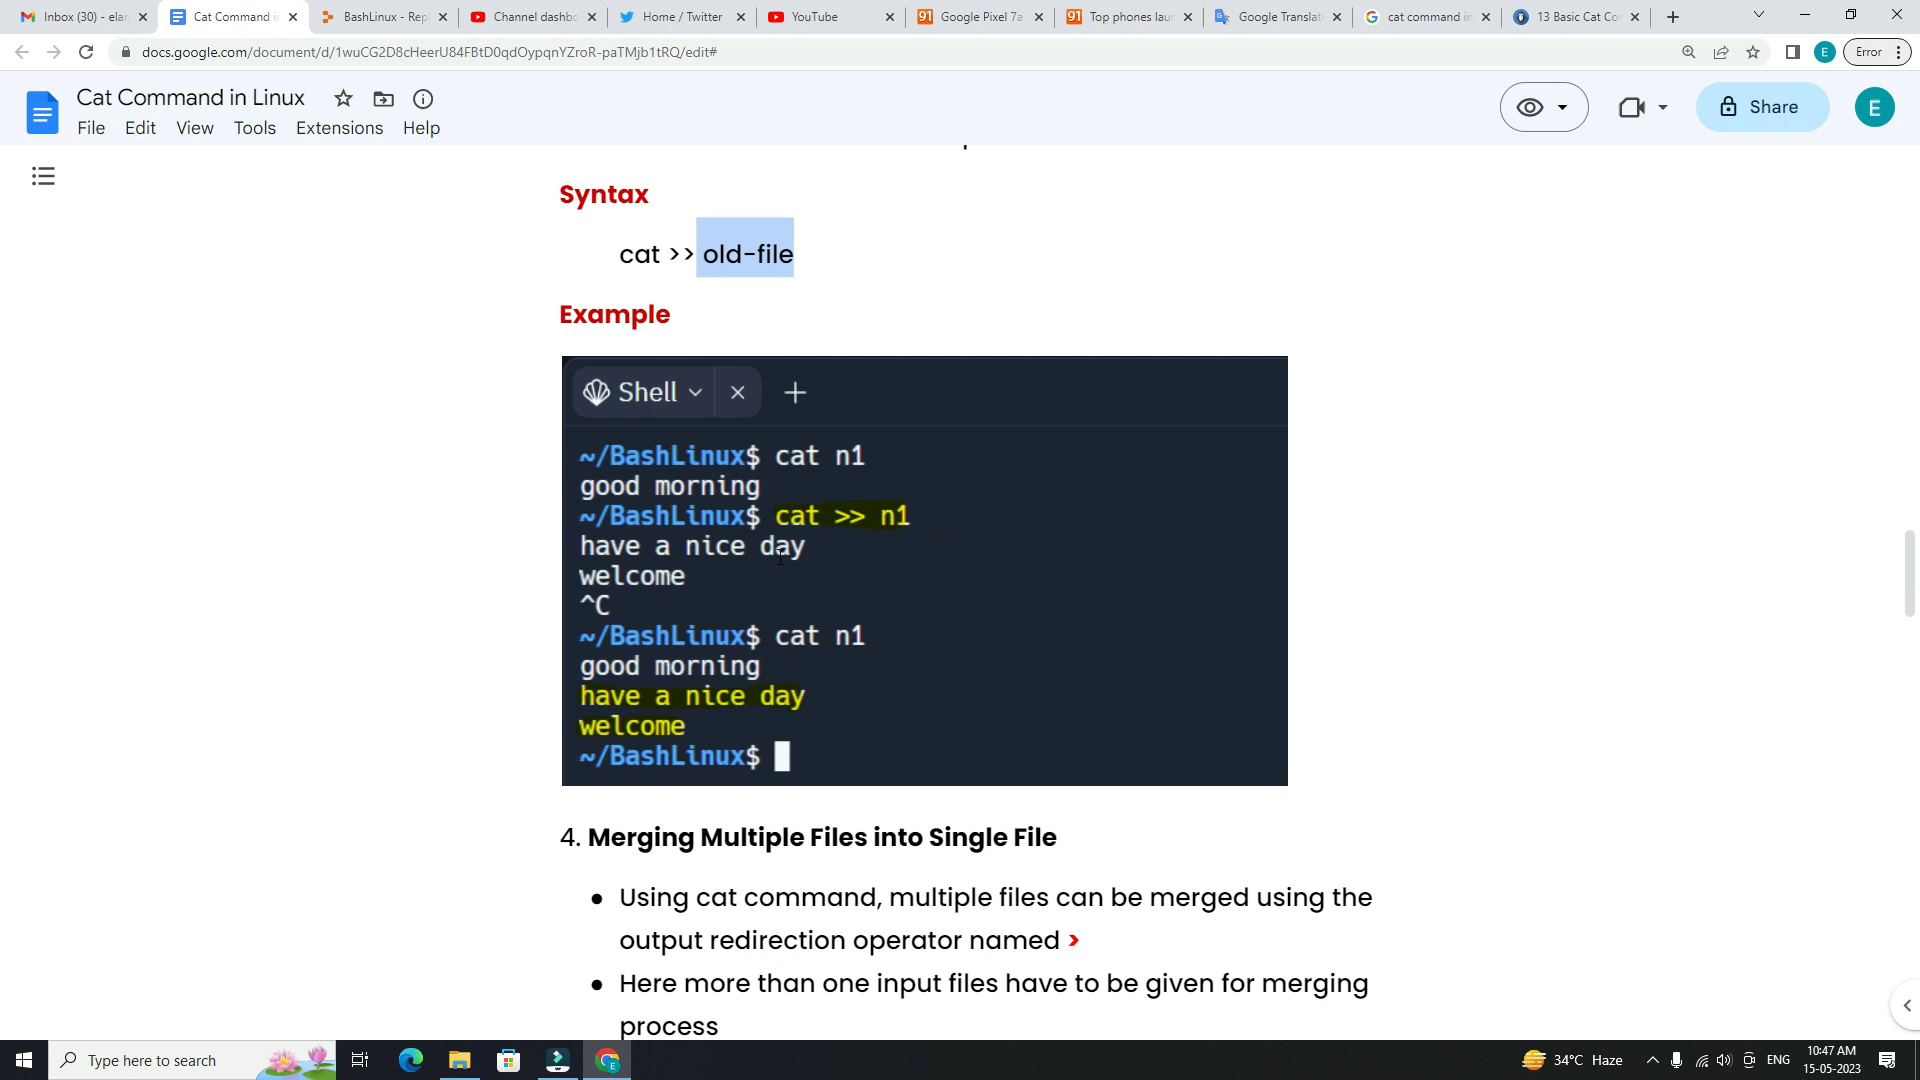 Inbox (30) - elan
Cat Command in
BashLinux - Repl
Channel dashbo
Home / Twitter
YouTube
Google Pixel 7a
Top phones lau
Google Translat
cat command in
13 Basic Cat Co
docs.google.com/document/d/1wuCG2D8cHeerU84FBtD0qdOypqnYZroR-paTMjb1tRQ/edit#
E
Error
Cat Command in Linux
File Edit View Tools Extensions Help
Share
E
Syntax
cat >> old-file
Example
Shell
~/BashLinux$ cat n1
good morning
~/BashLinux$ cat >> n1
have a nice day
welcome
^C
~/BashLinux$ cat n1
good morning
have a nice day
welcome
~/BashLinux$
4. Merging Multiple Files into Single File
● Using cat command, multiple files can be merged using the
output redirection operator named >
● Here more than one input files have to be given for merging
process
Type here to search
34°C Haze
ENG
10:47 AM
15-05-2023